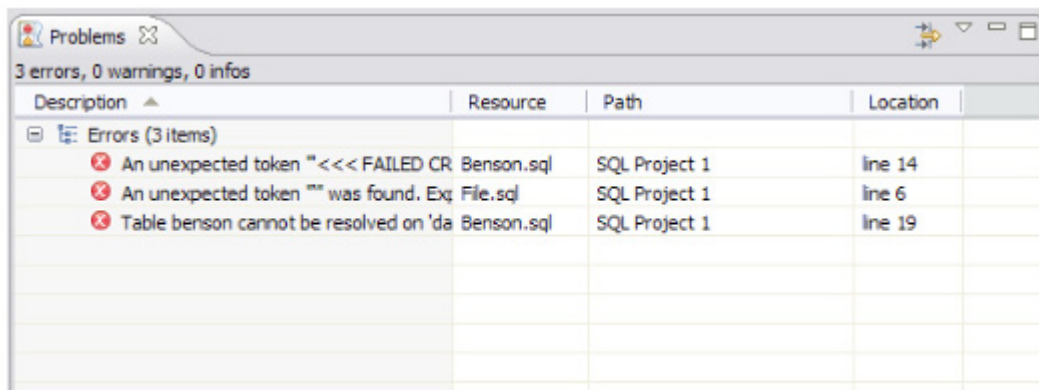 Problems
3 errors, 0 warnings, 0 infos
Description Resource Path Location
Errors (3 items)
An unexpected token "'<<< FAILED CR Benson.sql SQL Project 1 line 14
An unexpected token "'" was found. Exp File.sql SQL Project 1 line 6
Table benson cannot be resolved on 'da Benson.sql SQL Project 1 line 19